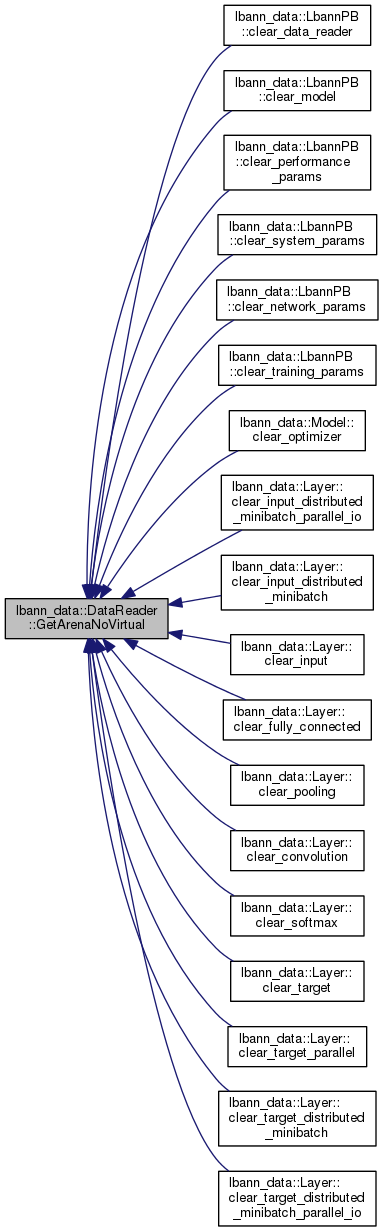 lbann_data::LbannPB
::clear_data_reader
lbann_data::LbannPB
::clear_model
lbann_data::LbannPB
::clear_performance
_params
lbann_data::LbannPB
::clear_system_params
lbann_data::LbannPB
::clear_network_params
lbann_data::LbannPB
::clear_training_params
lbann_data::Model::
clear_optimizer
lbann_data::Layer::
clear_input_distributed
_minibatch_parallel_io
lbann_data::Layer::
clear_input_distributed
_minibatch
lbann_data::DataReader
::GetArenaNoVirtual
lbann_data::Layer::
clear_input
lbann_data::Layer::
clear_fully_connected
lbann_data::Layer::
clear_pooling
lbann_data::Layer::
clear_convolution
lbann_data::Layer::
clear_softmax
lbann_data::Layer::
clear_target
lbann_data::Layer::
clear_target_parallel
lbann_data::Layer::
clear_target_distributed
_minibatch
lbann_data::Layer::
clear_target_distributed
_minibatch_parallel_io